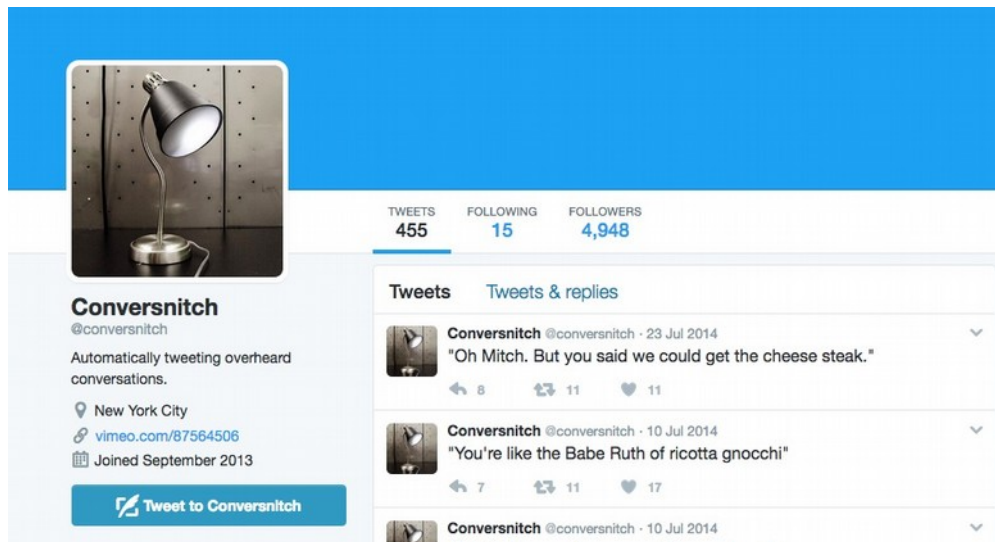 TWEETS FOLLOWING FOLLOWERS
455 15 4,948
Conversnitch
@conversnitch
Automatically tweeting overheard
conversations.
New York City
vimeo.com/87564506
Joined September 2013
Tweet to Conversnitch
Tweets Tweets & replies
Conversnitch @conversnitch · 23 Jul 2014
"Oh Mitch. But you said we could get the cheese steak."
8 11 11
Conversnitch @conversnitch · 10 Jul 2014
"You're like the Babe Ruth of ricotta gnocchi"
7 11 17
Conversnitch @conversnitch · 10 Jul 2014